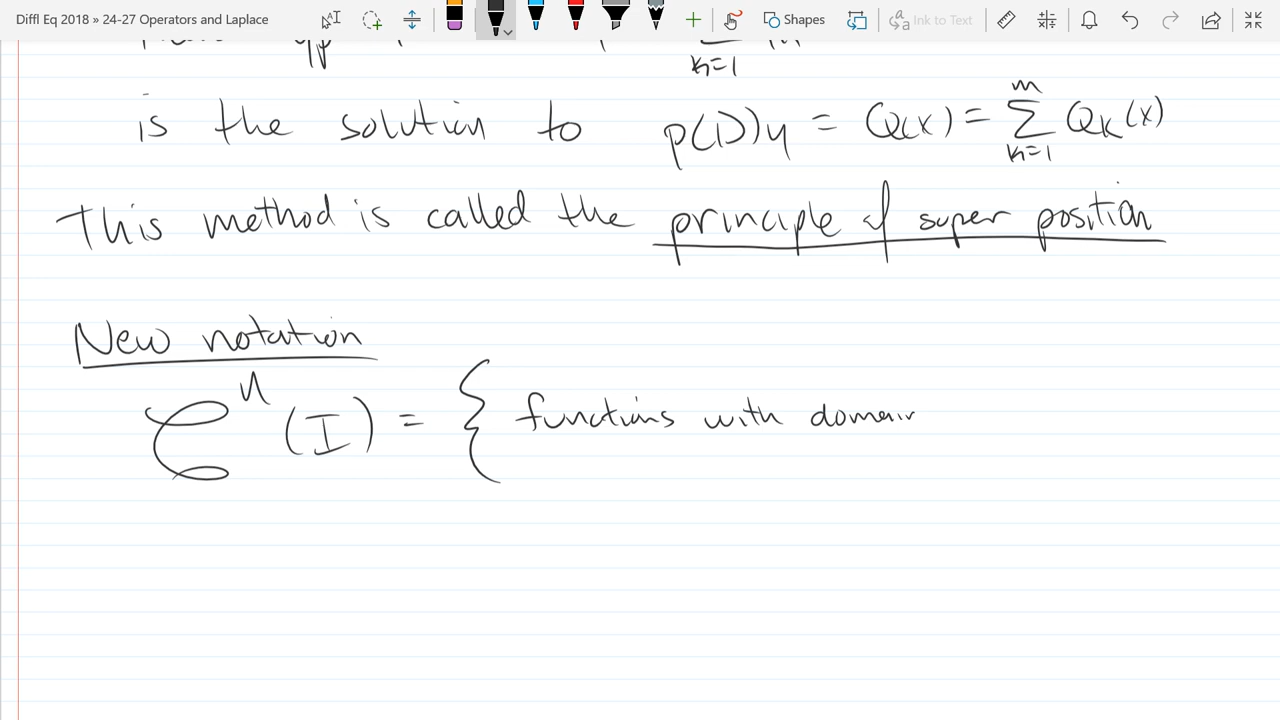 Diffl Eq 2018 » 24-27 Operators and Laplace
Shapes
Ink to Text
k=1
is the solution to p(D)y = Q(x) = ∑_{k=1}^{m} Q_k(x)
This method is called the principle of super position
New notation
𝒞^n (I) = { functions with domain